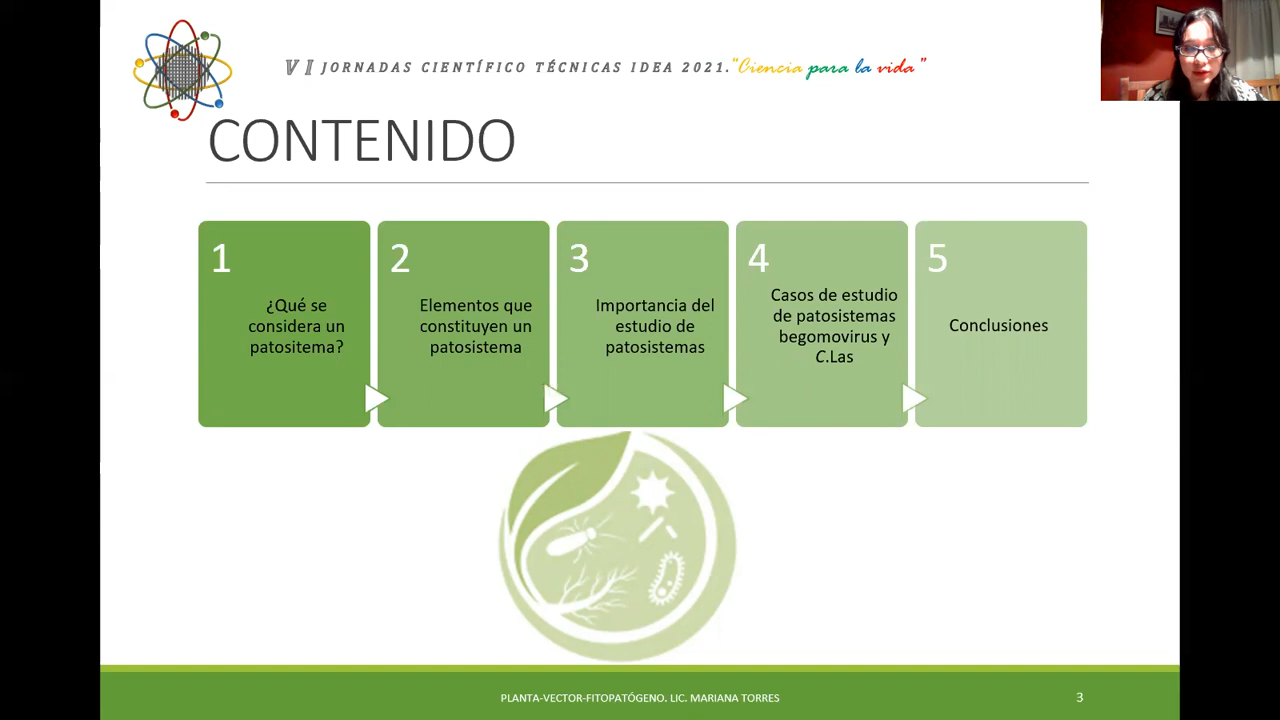 VI JORNADAS CIENTÍFICO TÉCNICAS IDEA 2021. "Ciencia para la vida"
CONTENIDO
1
¿Qué se
considera un
patositema?
2
Elementos que
constituyen un
patosistema
3
Importancia del
estudio de
patosistemas
4
Casos de estudio
de patosistemas
begomovirus y
C.Las
5
Conclusiones
PLANTA-VECTOR-FITOPATÓGENO. LIC. MARIANA TORRES
3